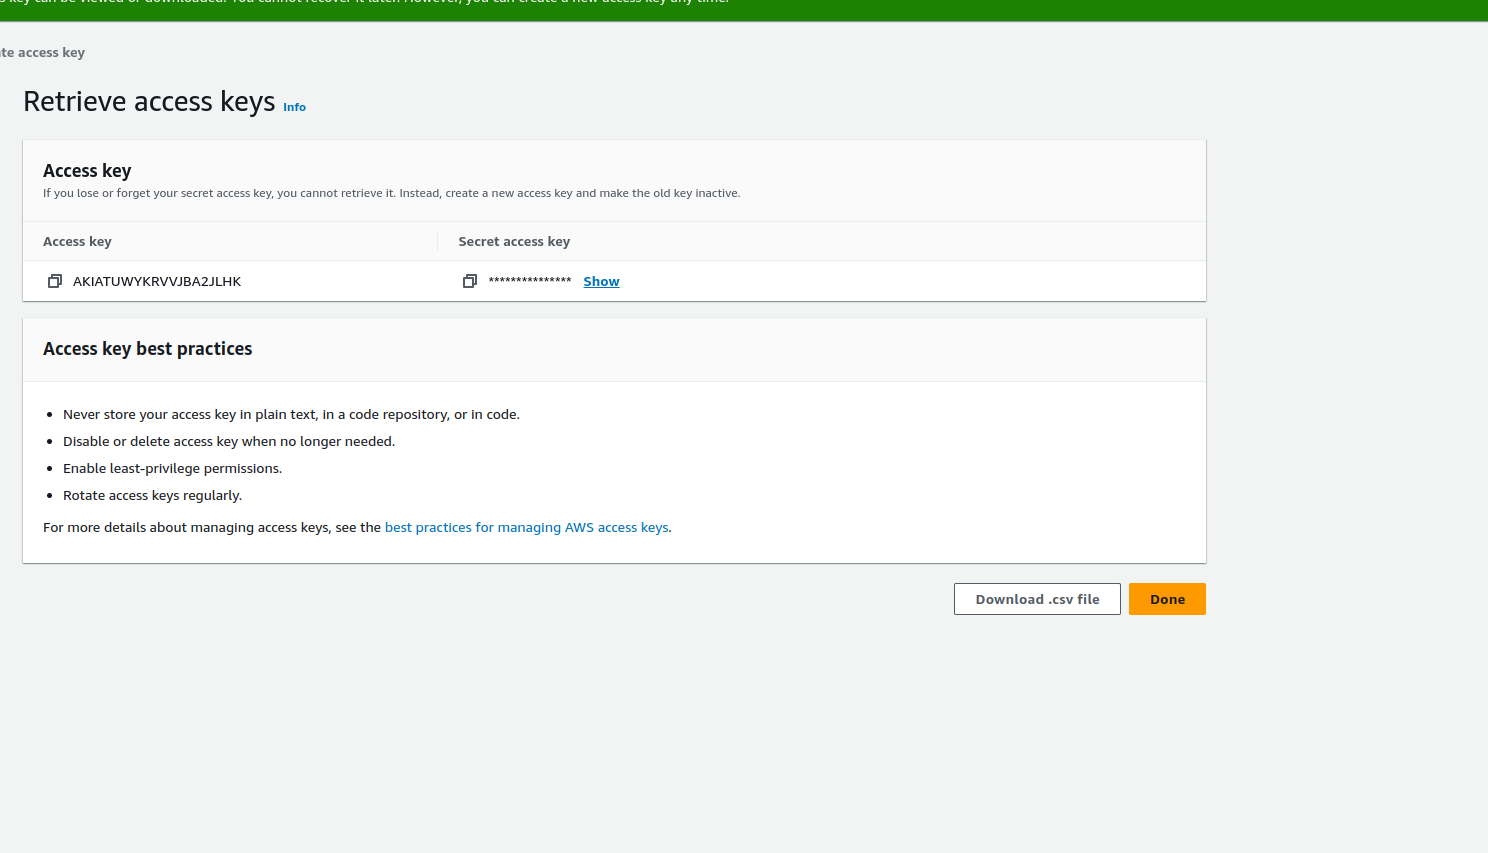 key can be viewed or downloaded. You cannot recover it later. However, you can create a new access key any time.
te access key
Retrieve access keys Info
Access key
If you lose or forget your secret access key, you cannot retrieve it. Instead, create a new access key and make the old key inactive.
Access key Secret access key
AKIATUWYKRVVJBA2JLHK *************** Show
Access key best practices
• Never store your access key in plain text, in a code repository, or in code.
• Disable or delete access key when no longer needed.
• Enable least-privilege permissions.
• Rotate access keys regularly.
For more details about managing access keys, see the best practices for managing AWS access keys.
Download .csv file Done